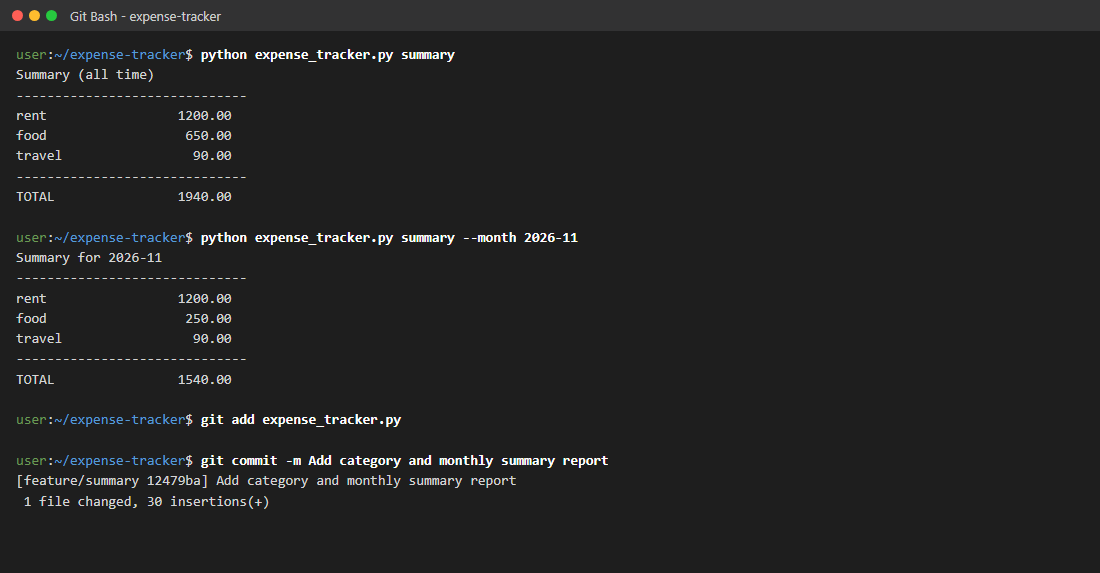 Git Bash - expense-tracker
user:~/expense-tracker$ python expense_tracker.py summary
Summary (all time)
------------------------------
rent                 1200.00
food                  650.00
travel                 90.00
------------------------------
TOTAL                1940.00
user:~/expense-tracker$ python expense_tracker.py summary --month 2026-11
Summary for 2026-11
------------------------------
rent                 1200.00
food                  250.00
travel                 90.00
------------------------------
TOTAL                1540.00
user:~/expense-tracker$ git add expense_tracker.py
user:~/expense-tracker$ git commit -m Add category and monthly summary report
[feature/summary 12479ba] Add category and monthly summary report
 1 file changed, 30 insertions(+)